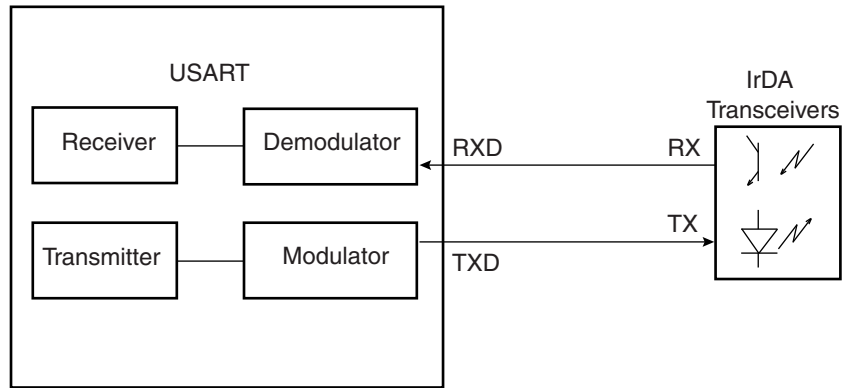 USART
IrDA
Transceivers
Receiver
Demodulator
RXD
RX
Transmitter
Modulator
TXD
TX